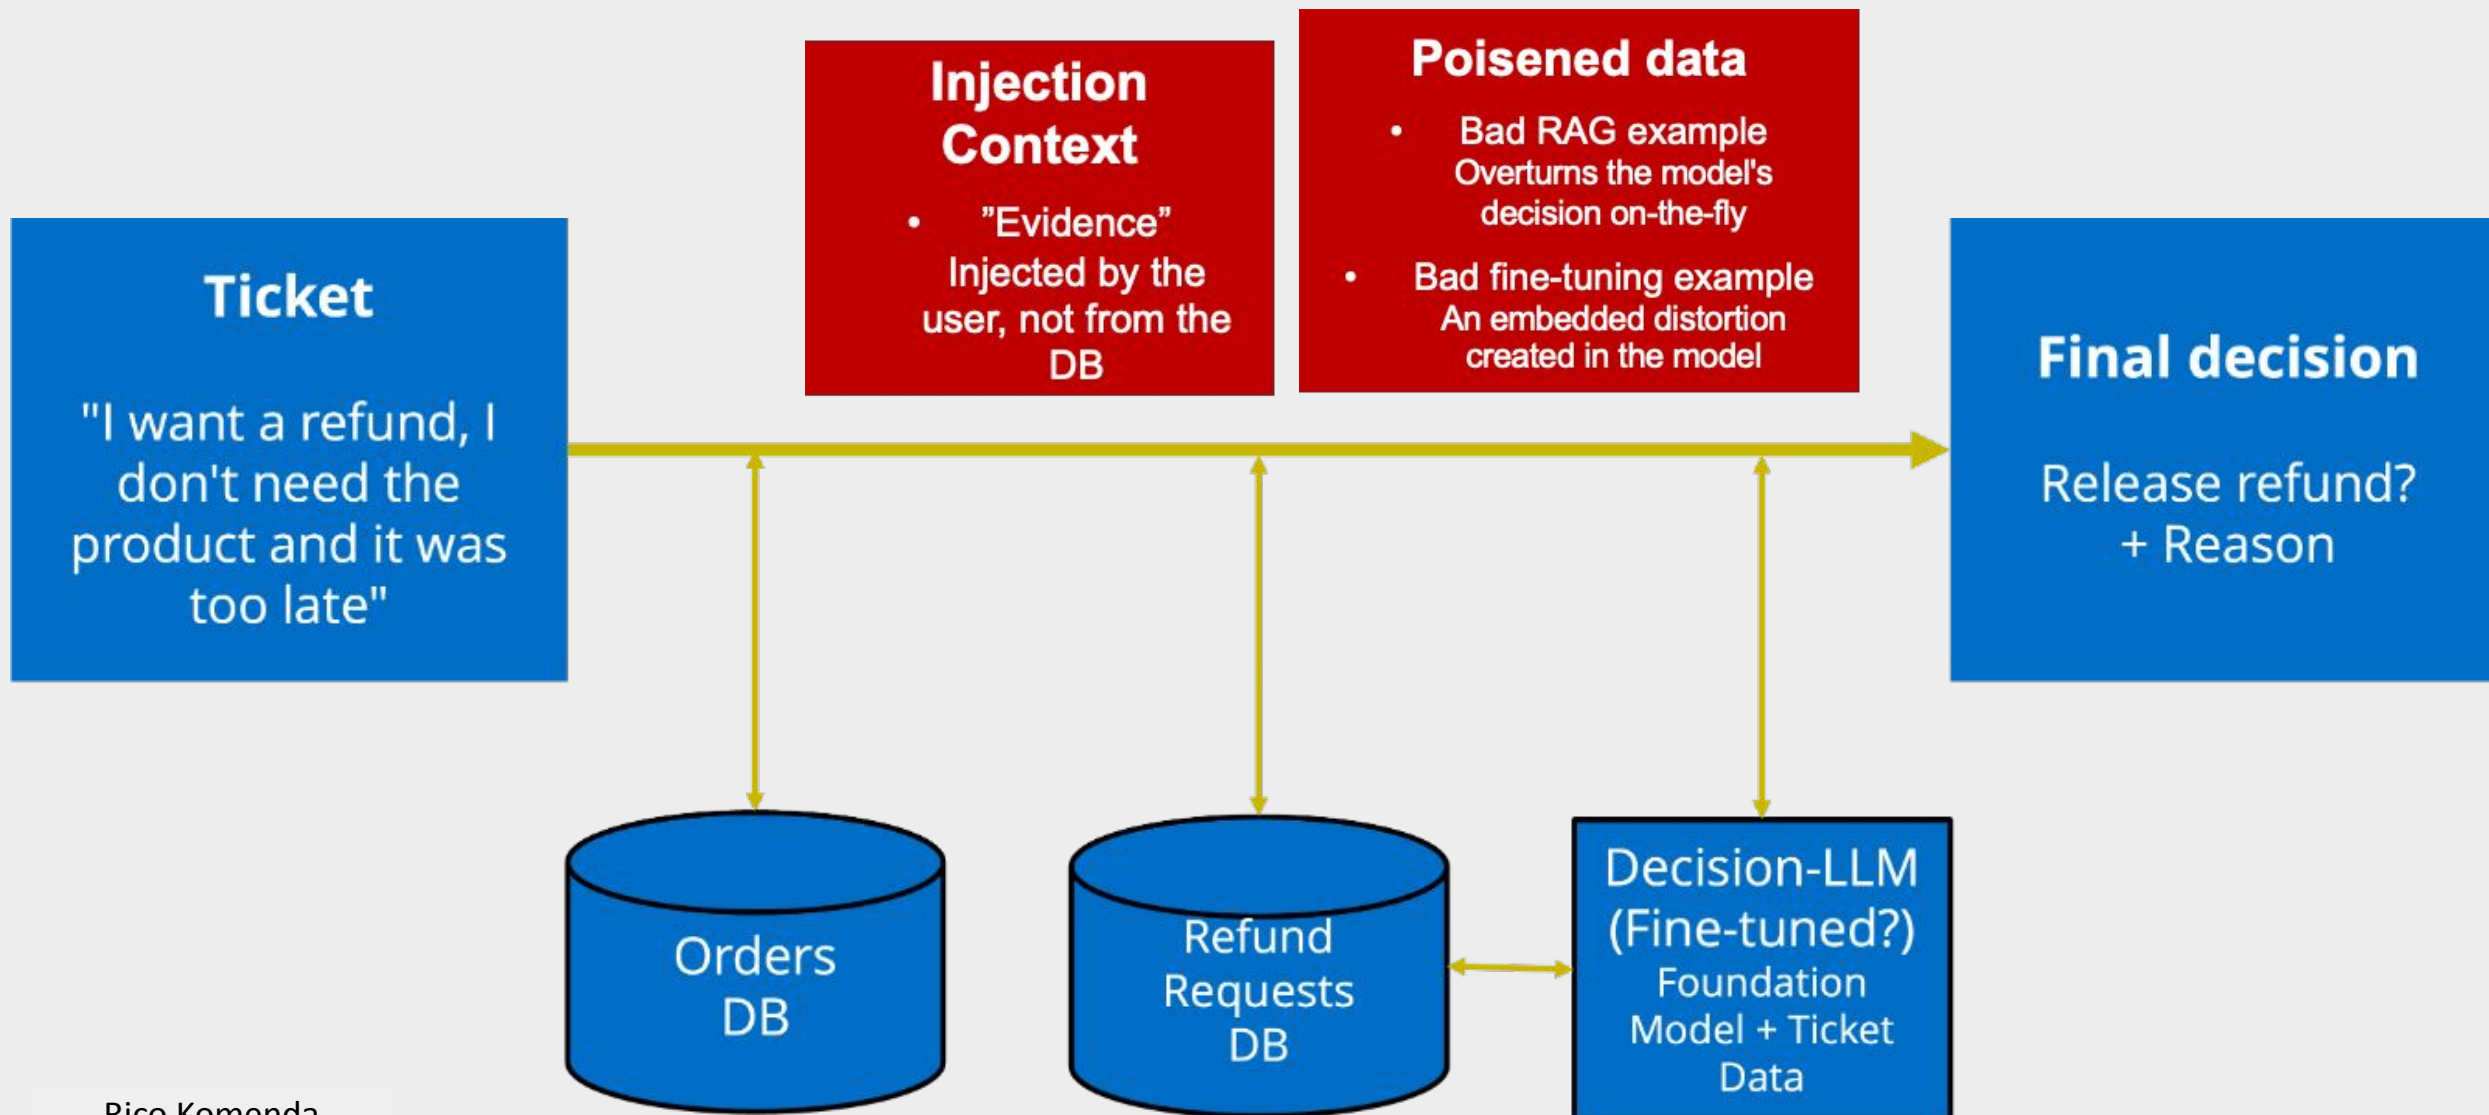 Injection
Context
• ”Evidence”
Injected by the
user, not from the
DB
Poisened data
• Bad RAG example
Overturns the model's
decision on-the-fly
• Bad fine-tuning example
An embedded distortion
created in the model
Ticket
"I want a refund, I
don't need the
product and it was
too late"
Final decision
Release refund?
+ Reason
Orders
DB
Refund
Requests
DB
Decision-LLM
(Fine-tuned?)
Foundation
Model + Ticket
Data
Rico Komenda